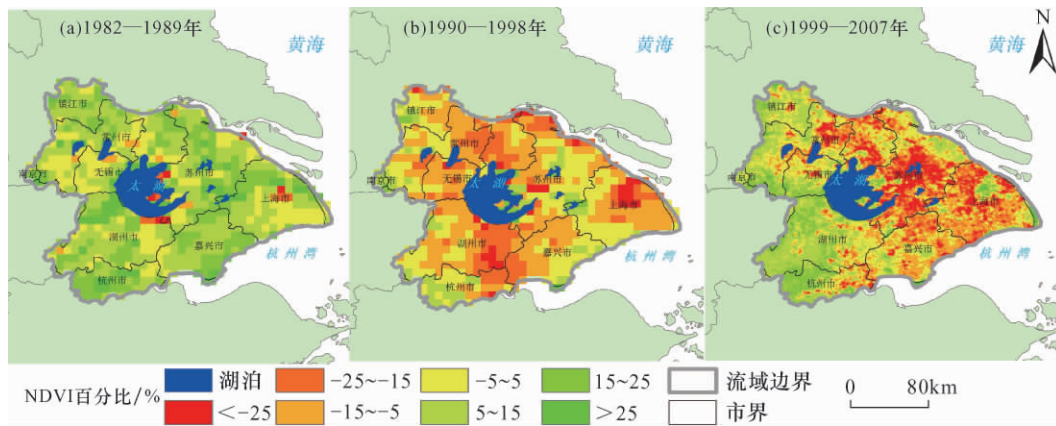 (a)1982—1989年
黄海
镇江市
常州市
南京市
无锡市
苏州市
太湖
上海市
湖州市
嘉兴市
杭州市
杭州湾
(b)1990—1998年
黄海
镇江市
常州市
南京市
无锡市
苏州市
太湖
上海市
湖州市
嘉兴市
杭州市
杭州湾
(c)1999—2007年
黄海
N
镇江市
常州市
南京市
无锡市
苏州市
太湖
上海市
湖州市
嘉兴市
杭州市
杭州湾
NDVI百分比/%
湖泊
-25~-15
-5~5
15~25
流域边界
<-25
-15~-5
5~15
>25
市界
0 80km